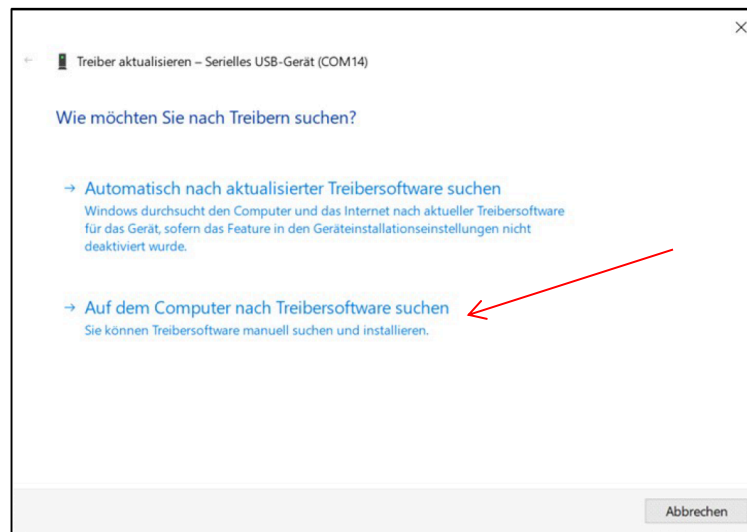 Treiber aktualisieren – Serielles USB-Gerät (COM14)
Wie möchten Sie nach Treibern suchen?
Automatisch nach aktualisierter Treibersoftware suchen
Windows durchsucht den Computer und das Internet nach aktueller Treibersoftware
für das Gerät, sofern das Feature in den Geräteinstallationseinstellungen nicht
deaktiviert wurde.
Auf dem Computer nach Treibersoftware suchen
Sie können Treibersoftware manuell suchen und installieren.
Abbrechen